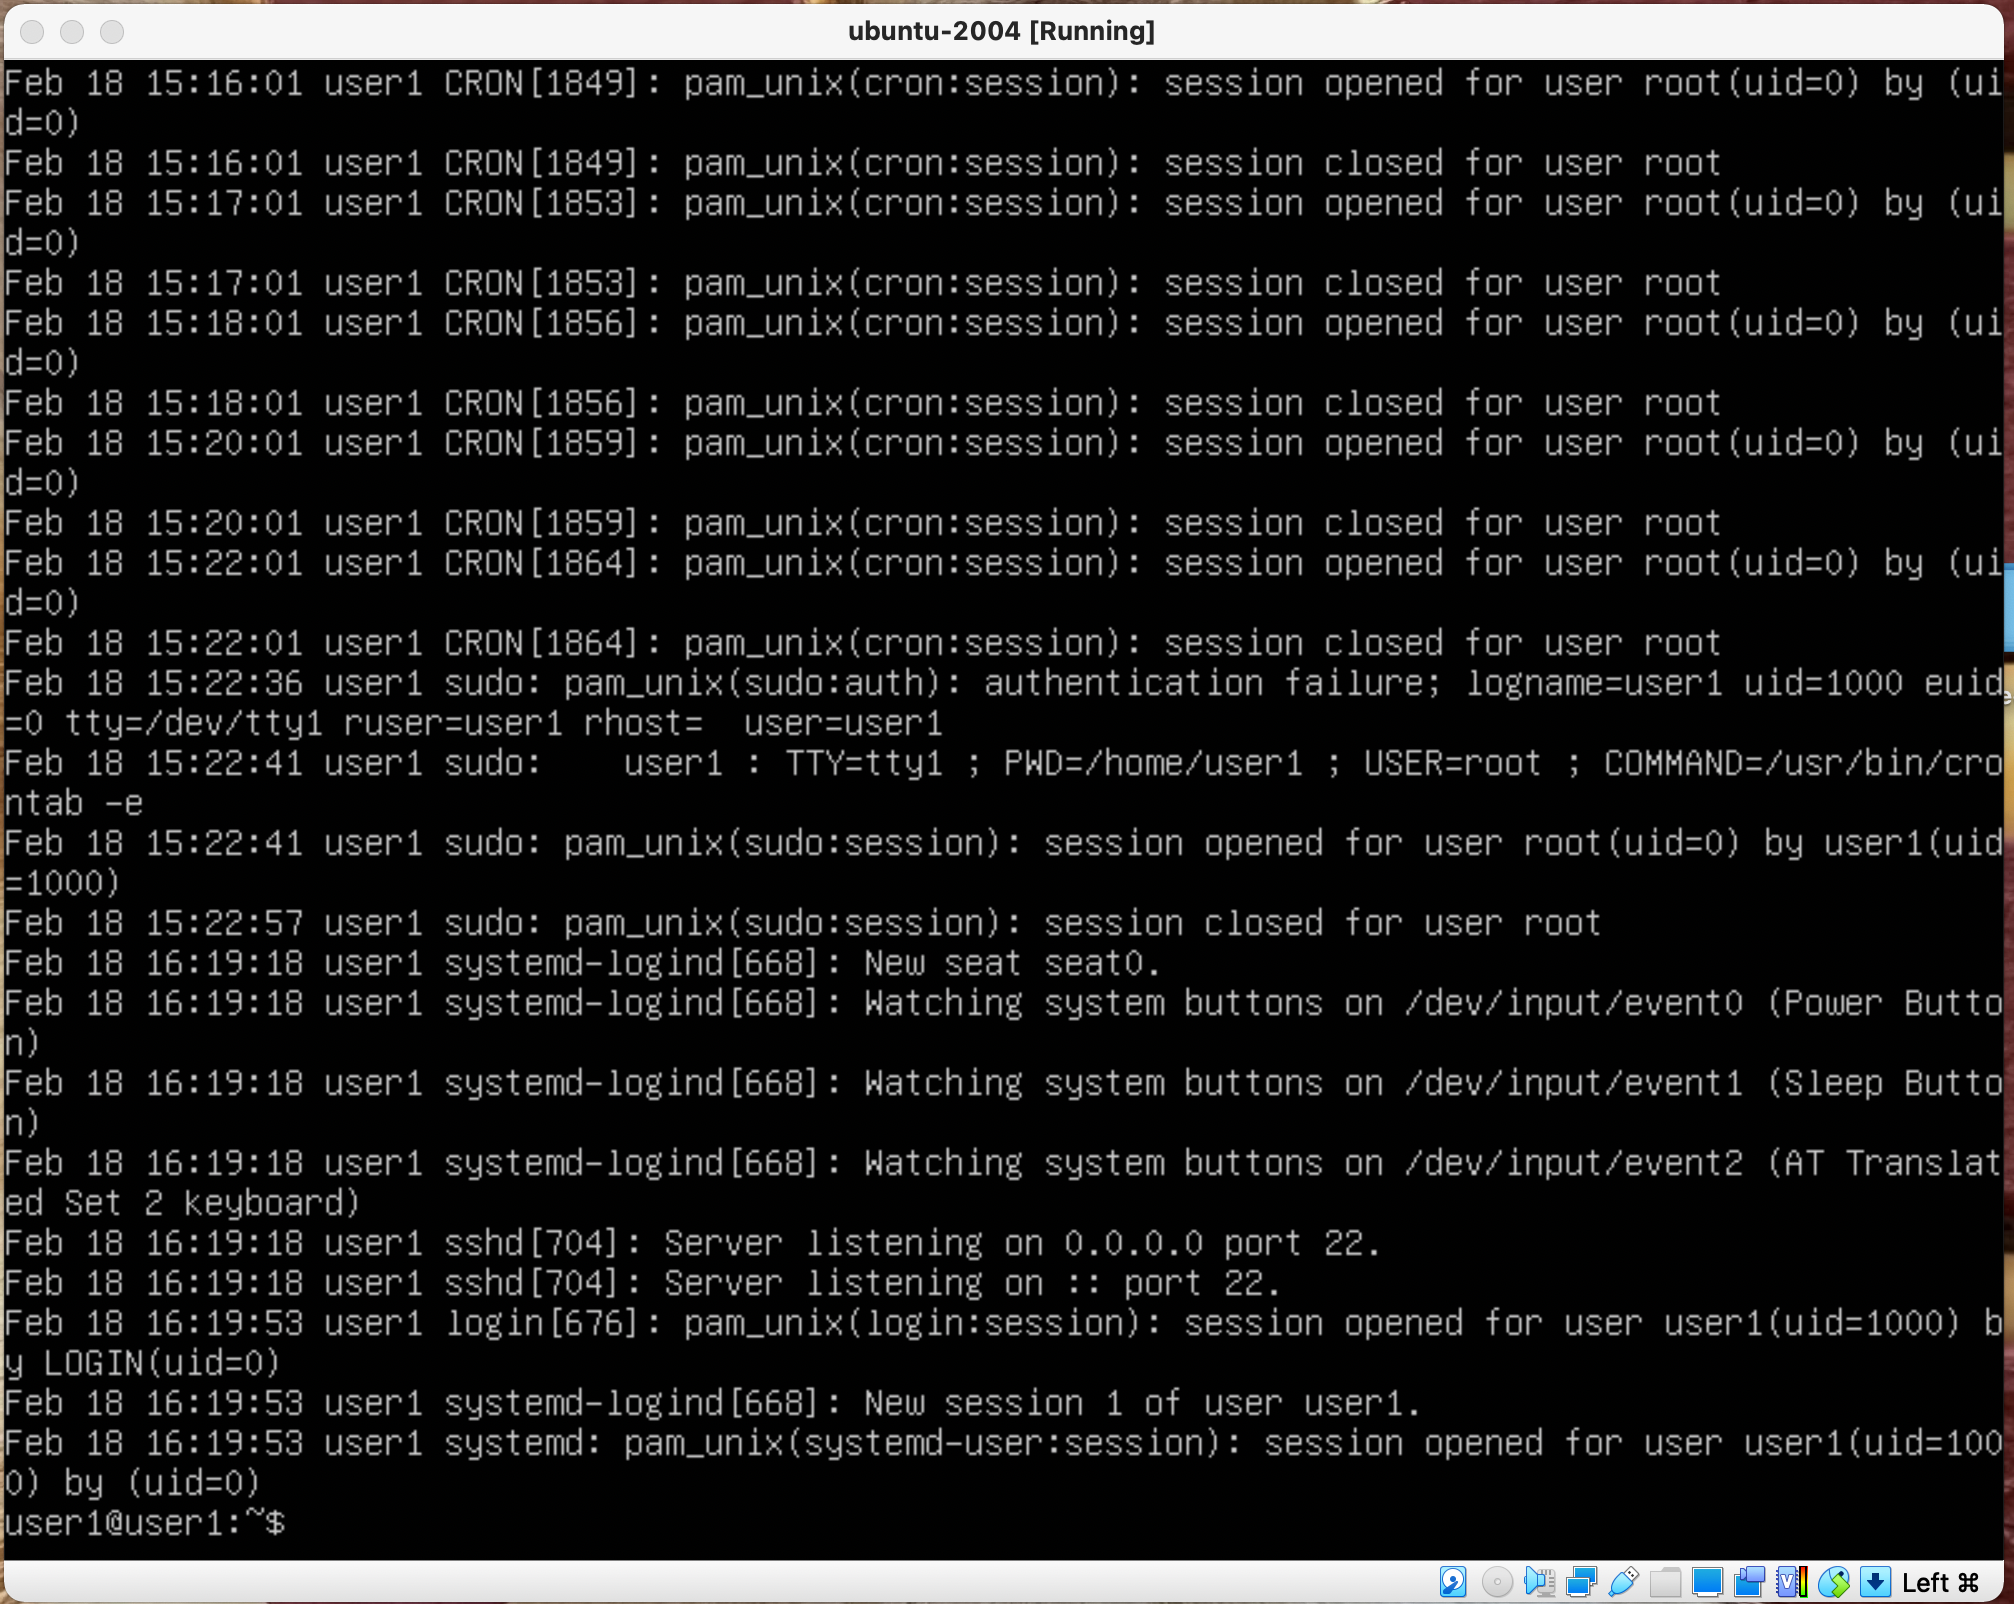 ubuntu-2004 [Running]
Feb 18 15:16:01 user1 CRON[1849]: pam_unix(cron:session): session opened for user root(uid=0) by (ui
d=0)
Feb 18 15:16:01 user1 CRON[1849]: pam_unix(cron:session): session closed for user root
Feb 18 15:17:01 user1 CRON[1853]: pam_unix(cron:session): session opened for user root(uid=0) by (ui
d=0)
Feb 18 15:17:01 user1 CRON[1853]: pam_unix(cron:session): session closed for user root
Feb 18 15:18:01 user1 CRON[1856]: pam_unix(cron:session): session opened for user root(uid=0) by (ui
d=0)
Feb 18 15:18:01 user1 CRON[1856]: pam_unix(cron:session): session closed for user root
Feb 18 15:20:01 user1 CRON[1859]: pam_unix(cron:session): session opened for user root(uid=0) by (ui
d=0)
Feb 18 15:20:01 user1 CRON[1859]: pam_unix(cron:session): session closed for user root
Feb 18 15:22:01 user1 CRON[1864]: pam_unix(cron:session): session opened for user root(uid=0) by (ui
d=0)
Feb 18 15:22:01 user1 CRON[1864]: pam_unix(cron:session): session closed for user root
Feb 18 15:22:36 user1 sudo: pam_unix(sudo:auth): authentication failure; logname=user1 uid=1000 euid
=0 tty=/dev/tty1 ruser=user1 rhost=  user=user1
Feb 18 15:22:41 user1 sudo:    user1 : TTY=tty1 ; PWD=/home/user1 ; USER=root ; COMMAND=/usr/bin/cro
ntab -e
Feb 18 15:22:41 user1 sudo: pam_unix(sudo:session): session opened for user root(uid=0) by user1(uid
=1000)
Feb 18 15:22:57 user1 sudo: pam_unix(sudo:session): session closed for user root
Feb 18 16:19:18 user1 systemd-logind[668]: New seat seat0.
Feb 18 16:19:18 user1 systemd-logind[668]: Watching system buttons on /dev/input/event0 (Power Butto
n)
Feb 18 16:19:18 user1 systemd-logind[668]: Watching system buttons on /dev/input/event1 (Sleep Butto
n)
Feb 18 16:19:18 user1 systemd-logind[668]: Watching system buttons on /dev/input/event2 (AT Translat
ed Set 2 keyboard)
Feb 18 16:19:18 user1 sshd[704]: Server listening on 0.0.0.0 port 22.
Feb 18 16:19:18 user1 sshd[704]: Server listening on :: port 22.
Feb 18 16:19:53 user1 login[676]: pam_unix(login:session): session opened for user user1(uid=1000) b
y LOGIN(uid=0)
Feb 18 16:19:53 user1 systemd-logind[668]: New session 1 of user user1.
Feb 18 16:19:53 user1 systemd: pam_unix(systemd-user:session): session opened for user user1(uid=100
0) by (uid=0)
user1@user1:~$
Left ⌘